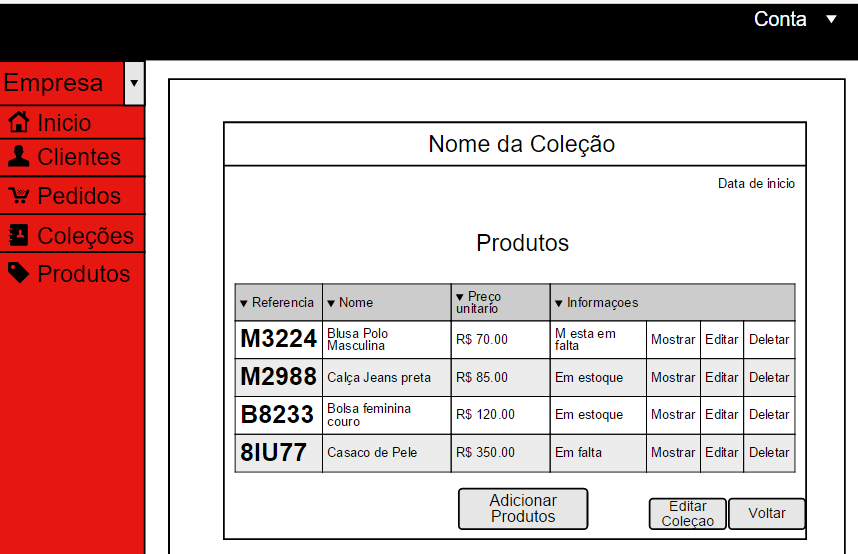 Conta
Empresa
Inicio
Clientes
Pedidos
Coleções
Produtos
Nome da Coleção
Data de inicio
Produtos
Referencia Nome Preço unitario Informaçoes
M3224 Blusa Polo Masculina R$ 70.00 M esta em falta Mostrar Editar Deletar
M2988 Calça Jeans preta R$ 85.00 Em estoque Mostrar Editar Deletar
B8233 Bolsa feminina couro R$ 120.00 Em estoque Mostrar Editar Deletar
8IU77 Casaco de Pele R$ 350.00 Em falta Mostrar Editar Deletar
Adicionar
Produtos
Editar
Coleçao
Voltar